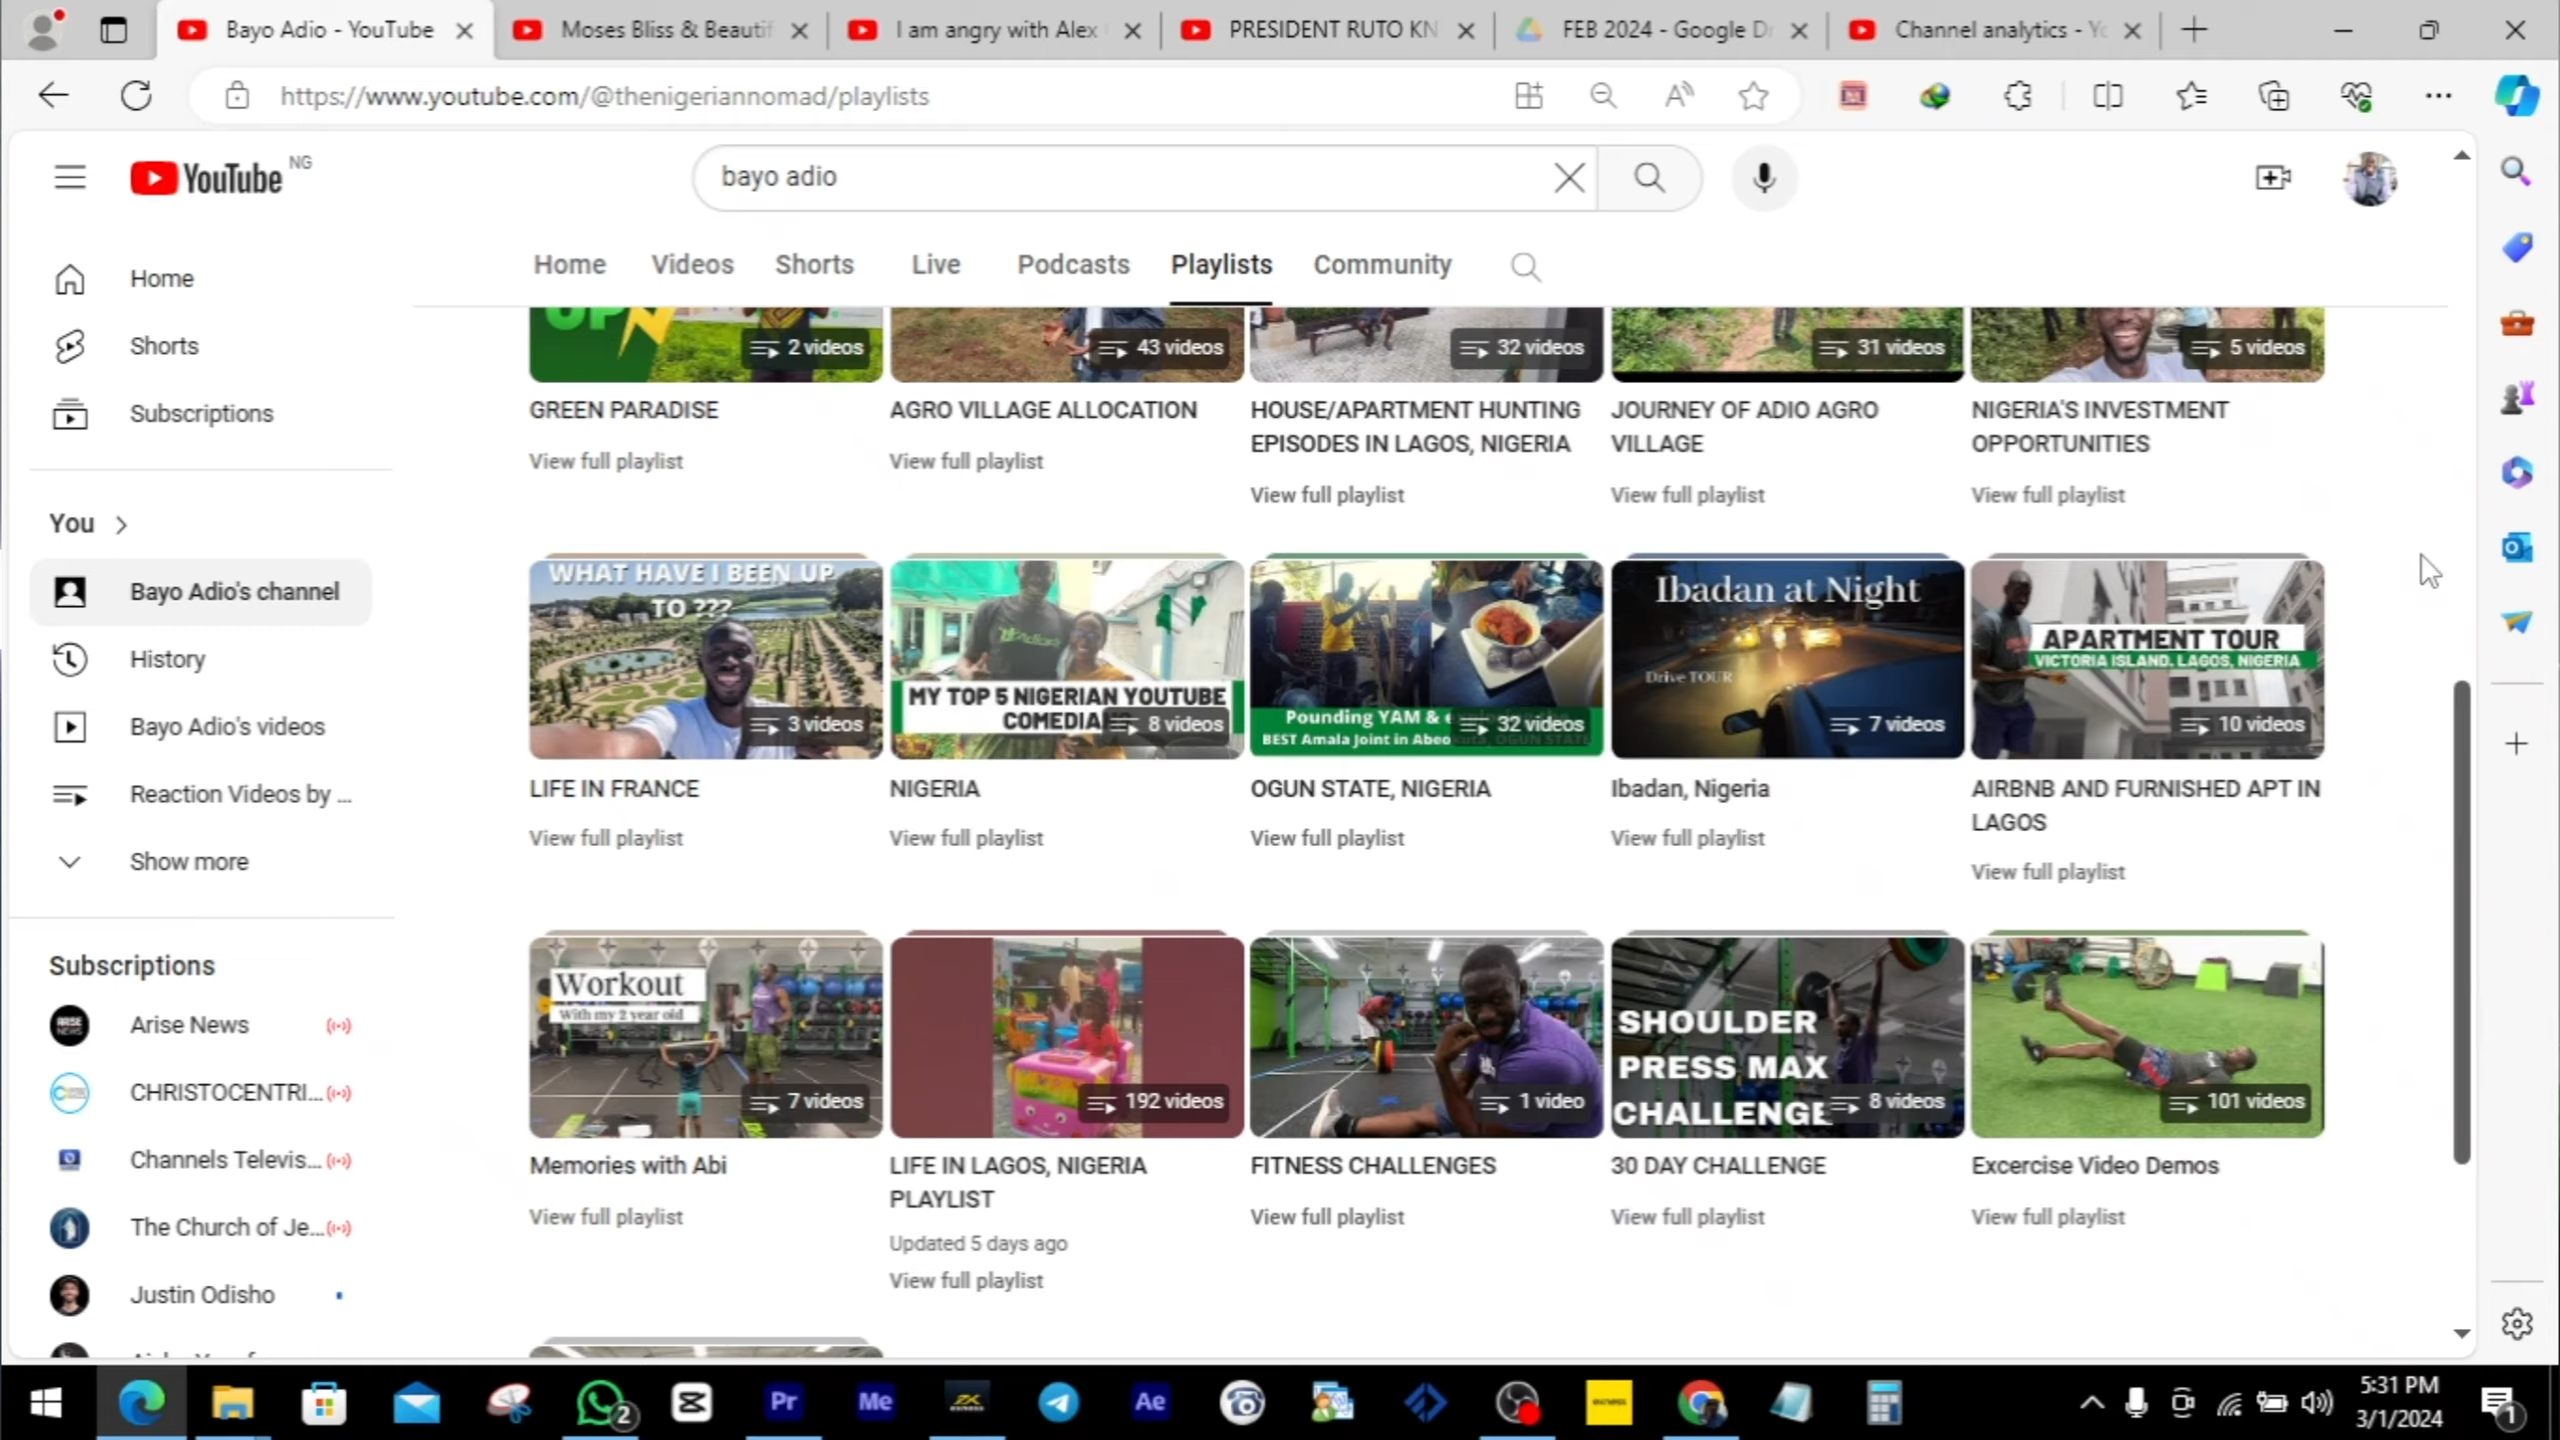 Bayo Adio - YouTube
Moses Bliss & Beautif
I am angry with Alex
PRESIDENT RUTO KN
FEB 2024 - Google Dr
Channel analytics - Yo
https://www.youtube.com/@thenigeriannomad/playlists
YouTube NG
bayo adio
Home
Videos
Shorts
Live
Podcasts
Playlists
Community
Home
Shorts
Subscriptions
You
Bayo Adio's channel
History
Bayo Adio's videos
Reaction Videos by ...
Show more
Subscriptions
Arise News
CHRISTOCENTRI...
Channels Televis...
The Church of Je...
Justin Odisho
UP
2 videos
GREEN PARADISE
View full playlist
43 videos
AGRO VILLAGE ALLOCATION
View full playlist
32 videos
HOUSE/APARTMENT HUNTING
EPISODES IN LAGOS, NIGERIA
View full playlist
31 videos
JOURNEY OF ADIO AGRO
VILLAGE
View full playlist
5 videos
NIGERIA'S INVESTMENT
OPPORTUNITIES
View full playlist
WHAT HAVE I BEEN UP
TO ???
3 videos
LIFE IN FRANCE
View full playlist
MY TOP 5 NIGERIAN YOUTUBE
COMEDIAN
8 videos
NIGERIA
View full playlist
Pounding YAM &
BEST Amala Joint in Abeokuta, OGUN STATE
32 videos
OGUN STATE, NIGERIA
View full playlist
Ibadan at Night
Drive TOUR
7 videos
Ibadan, Nigeria
View full playlist
APARTMENT TOUR
VICTORIA ISLAND, LAGOS, NIGERIA
10 videos
AIRBNB AND FURNISHED APT IN
LAGOS
View full playlist
Workout
With my 2 year old
7 videos
Memories with Abi
View full playlist
192 videos
LIFE IN LAGOS, NIGERIA
PLAYLIST
Updated 5 days ago
View full playlist
1 video
FITNESS CHALLENGES
View full playlist
SHOULDER
PRESS MAX
CHALLENGE
8 videos
30 DAY CHALLENGE
View full playlist
101 videos
Excercise Video Demos
View full playlist
2
Pr
Me
Ae
5:31 PM
3/1/2024
1